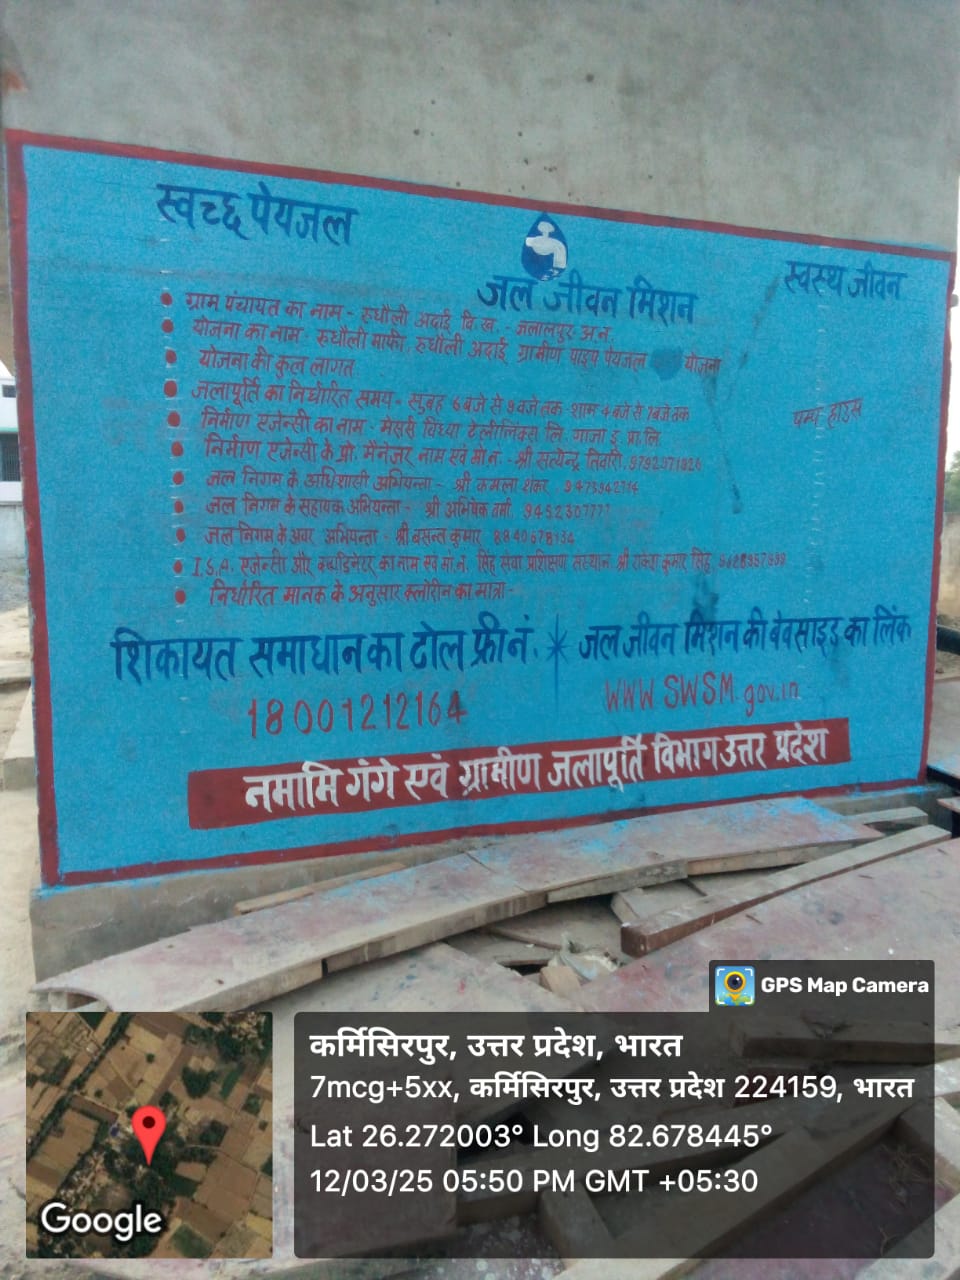 स्वच्छ पेयजल
जल जीवन मिशन
स्वस्थ जीवन
ग्राम पंचायत का नाम - रुधौली अदाई वि.ख. - जलालपुर अ.न.
योजना का नाम - रुधौली माफी, रुधौली अदाई ग्रामीण पाइप पेयजल योजना
योजना की कुल लागत
जलापूर्ति का निर्धारित समय - सुबह 6 बजे से 9 बजे तक शाम 4 बजे से 7 बजे तक
पम्प हाउस
निर्माण एजेन्सी का नाम - मेसर्स विंध्या टेलीलिंक्स लि. गाजा इ. प्रा. लि.
निर्माण एजेन्सी के प्रो. मैनेजर नाम एवं मो.न. - श्री सत्येन्द्र तिवारी,
जल निगम के अधिशासी अभियन्ता - श्री कमला शंकर,
जल निगम के सहायक अभियन्ता - श्री अभिषेक वर्मा, 9452307777
जल निगम के अवर अभियन्ता - श्री बसन्त कुमार
I.S.A. एजेन्सी और का नाम एवं मो.न. सिंह सेवा प्रशिक्षण संस्थान श्री राकेश कुमार सिंह
निर्धारित मानक के अनुसार क्लोरीन का मात्रा -
शिकायत समाधान का टोल फ्री नं.
18001212164
जल जीवन मिशन की वेबसाइड का लिंक
WWW SWSM. gov.in
नमामि गंगे एवं ग्रामीण जलापूर्ति विभाग उत्तर प्रदेश
GPS Map Camera
कर्मिसिरपुर, उत्तर प्रदेश, भारत
7mcg+5xx, कर्मिसिरपुर, उत्तर प्रदेश 224159, भारत
Lat 26.272003° Long 82.678445°
12/03/25 05:50 PM GMT +05:30
Google